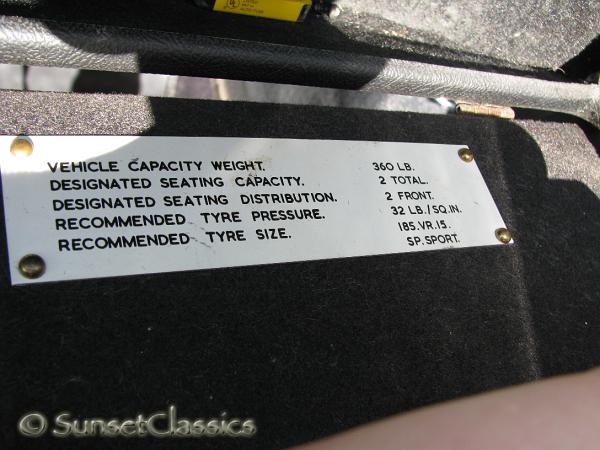 VEHICLE CAPACITY WEIGHT. 360 LB.
DESIGNATED SEATING CAPACITY. 2 TOTAL.
DESIGNATED SEATING DISTRIBUTION. 2 FRONT.
RECOMMENDED TYRE PRESSURE. 32 LB./SQ.IN.
RECOMMENDED TYRE SIZE. 185.VR.15.
SP.SPORT.
© SunsetClassics